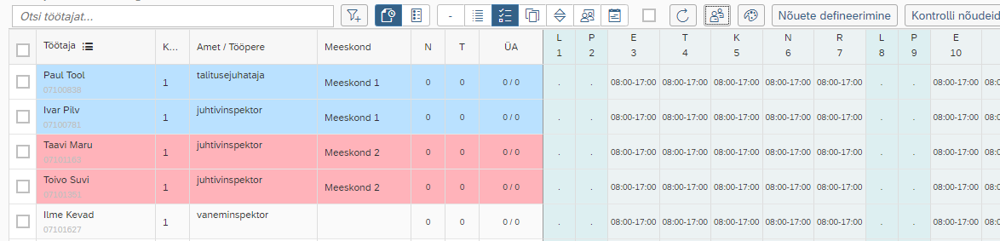 Otsi töötajat...
-
Nõuete defineerimine
Kontrolli nõudeid
Töötaja K... Amet / Tööpere Meeskond N T ÜA L P E T K N R L P E
1 2 3 4 5 6 7 8 9 10
Paul Tool 1 talitusejuhataja Meeskond 1 0 0 0 / 0 . . 08:00-17:00 08:00-17:00 08:00-17:00 08:00-17:00 08:00-17:00 . . 08:00-17:00 08:0
07100838
Ivar Pilv 1 juhtivinspektor Meeskond 1 0 0 0 / 0 . . 08:00-17:00 08:00-17:00 08:00-17:00 08:00-17:00 08:00-17:00 . . 08:00-17:00 08:0
07100781
Taavi Maru 1 juhtivinspektor Meeskond 2 0 0 0 / 0 . . 08:00-17:00 08:00-17:00 08:00-17:00 08:00-17:00 08:00-17:00 . . 08:00-17:00 08:0
Toivo Suvi 1 juhtivinspektor Meeskond 2 0 0 0 / 0 . . 08:00-17:00 08:00-17:00 08:00-17:00 08:00-17:00 08:00-17:00 . . 08:00-17:00 08:0
Ilme Kevad 1 vaneminspektor 0 0 0 / 0 . . 08:00-17:00 08:00-17:00 08:00-17:00 08:00-17:00 08:00-17:00 . . 08:00-17:00 08:0
07101627